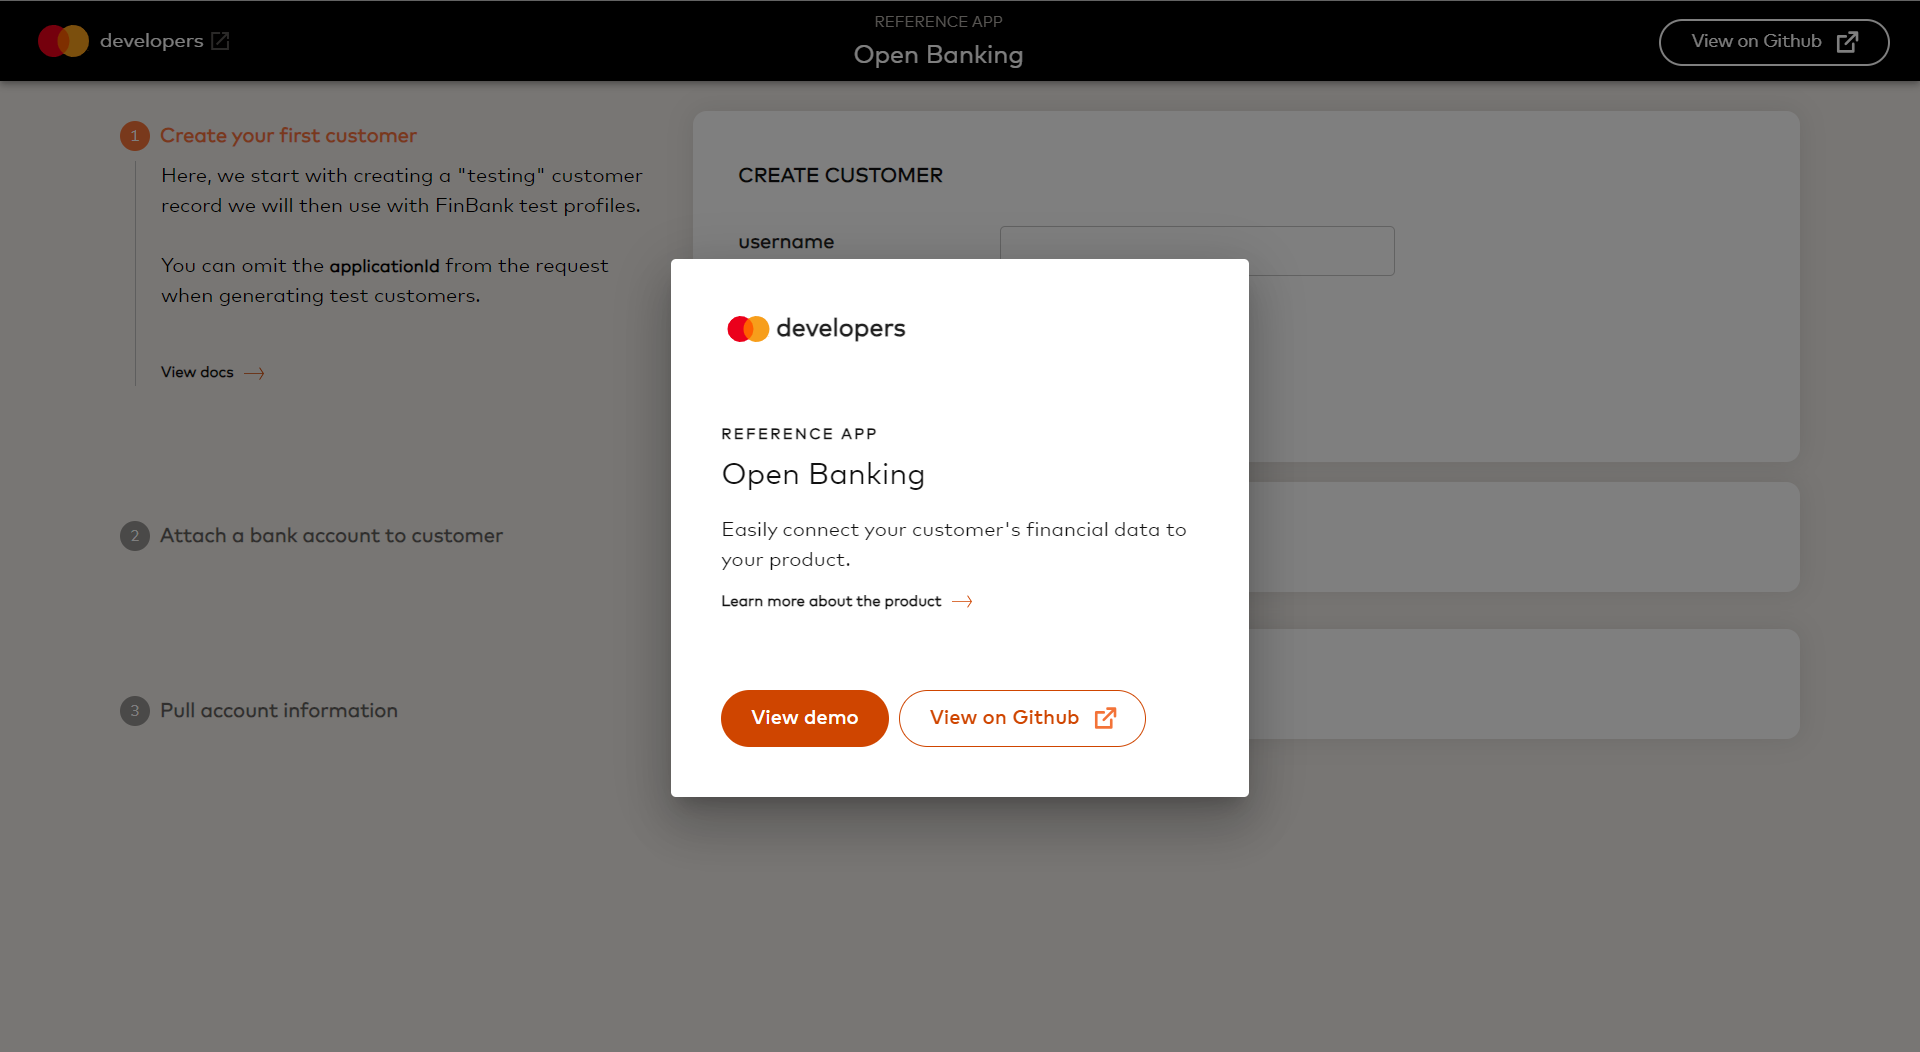 developers
REFERENCE APP
Open Banking
View on Github
1 Create your first customer
Here, we start with creating a "testing" customer
record we will then use with FinBank test profiles.
You can omit the applicationId from the request
when generating test customers.
View docs
2 Attach a bank account to customer
3 Pull account information
CREATE CUSTOMER
username
developers
REFERENCE APP
Open Banking
Easily connect your customer's financial data to
your product.
Learn more about the product
View demo
View on Github